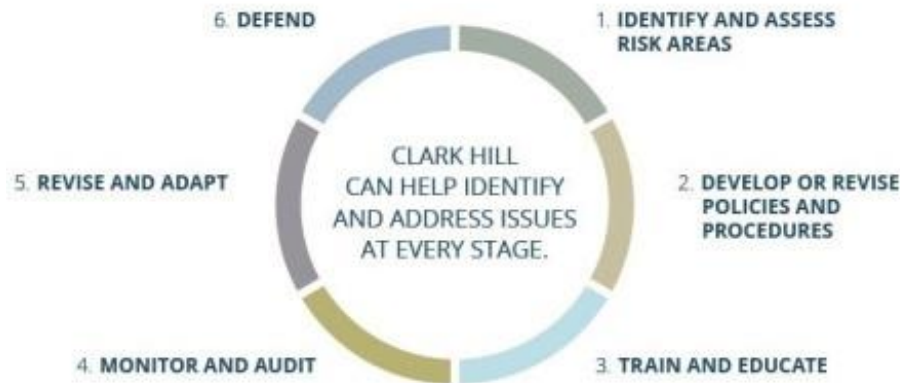 1. IDENTIFY AND ASSESS
RISK AREAS
2. DEVELOP OR REVISE
POLICIES AND
PROCEDURES
3. TRAIN AND EDUCATE
4. MONITOR AND AUDIT
5. REVISE AND ADAPT
6. DEFEND
CLARK HILL
CAN HELP IDENTIFY
AND ADDRESS ISSUES
AT EVERY STAGE.